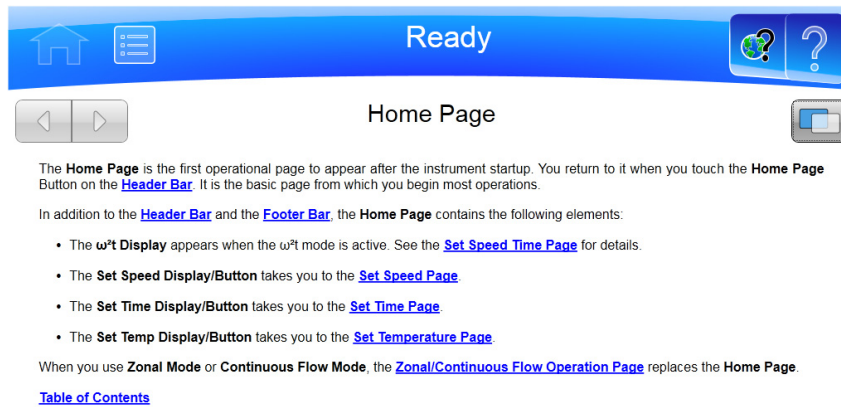 Ready
?
?
Home Page
The Home Page is the first operational page to appear after the instrument startup. You return to it when you touch the Home Page
Button on the Header Bar. It is the basic page from which you begin most operations.
In addition to the Header Bar and the Footer Bar, the Home Page contains the following elements:
• The ω²t Display appears when the ω²t mode is active. See the Set Speed Time Page for details.
• The Set Speed Display/Button takes you to the Set Speed Page.
• The Set Time Display/Button takes you to the Set Time Page.
• The Set Temp Display/Button takes you to the Set Temperature Page.
When you use Zonal Mode or Continuous Flow Mode, the Zonal/Continuous Flow Operation Page replaces the Home Page.
Table of Contents